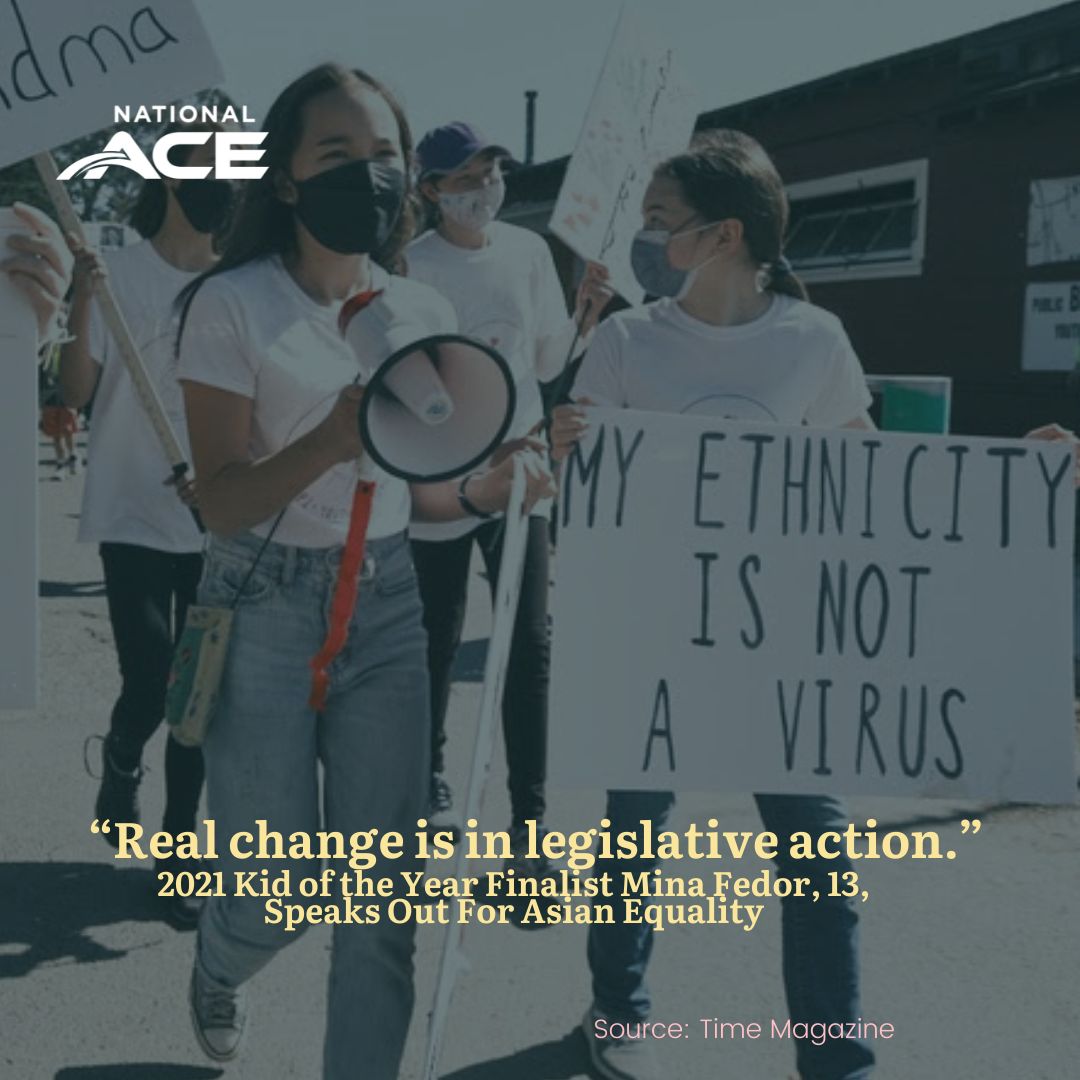 NATIONAL
ACE
MY ETHNICITY
IS NOT
A VIRUS
PUBLIC
“Real change is in legislative action.”
2021 Kid of the Year Finalist Mina Fedor, 13,
Speaks Out For Asian Equality
Source: Time Magazine